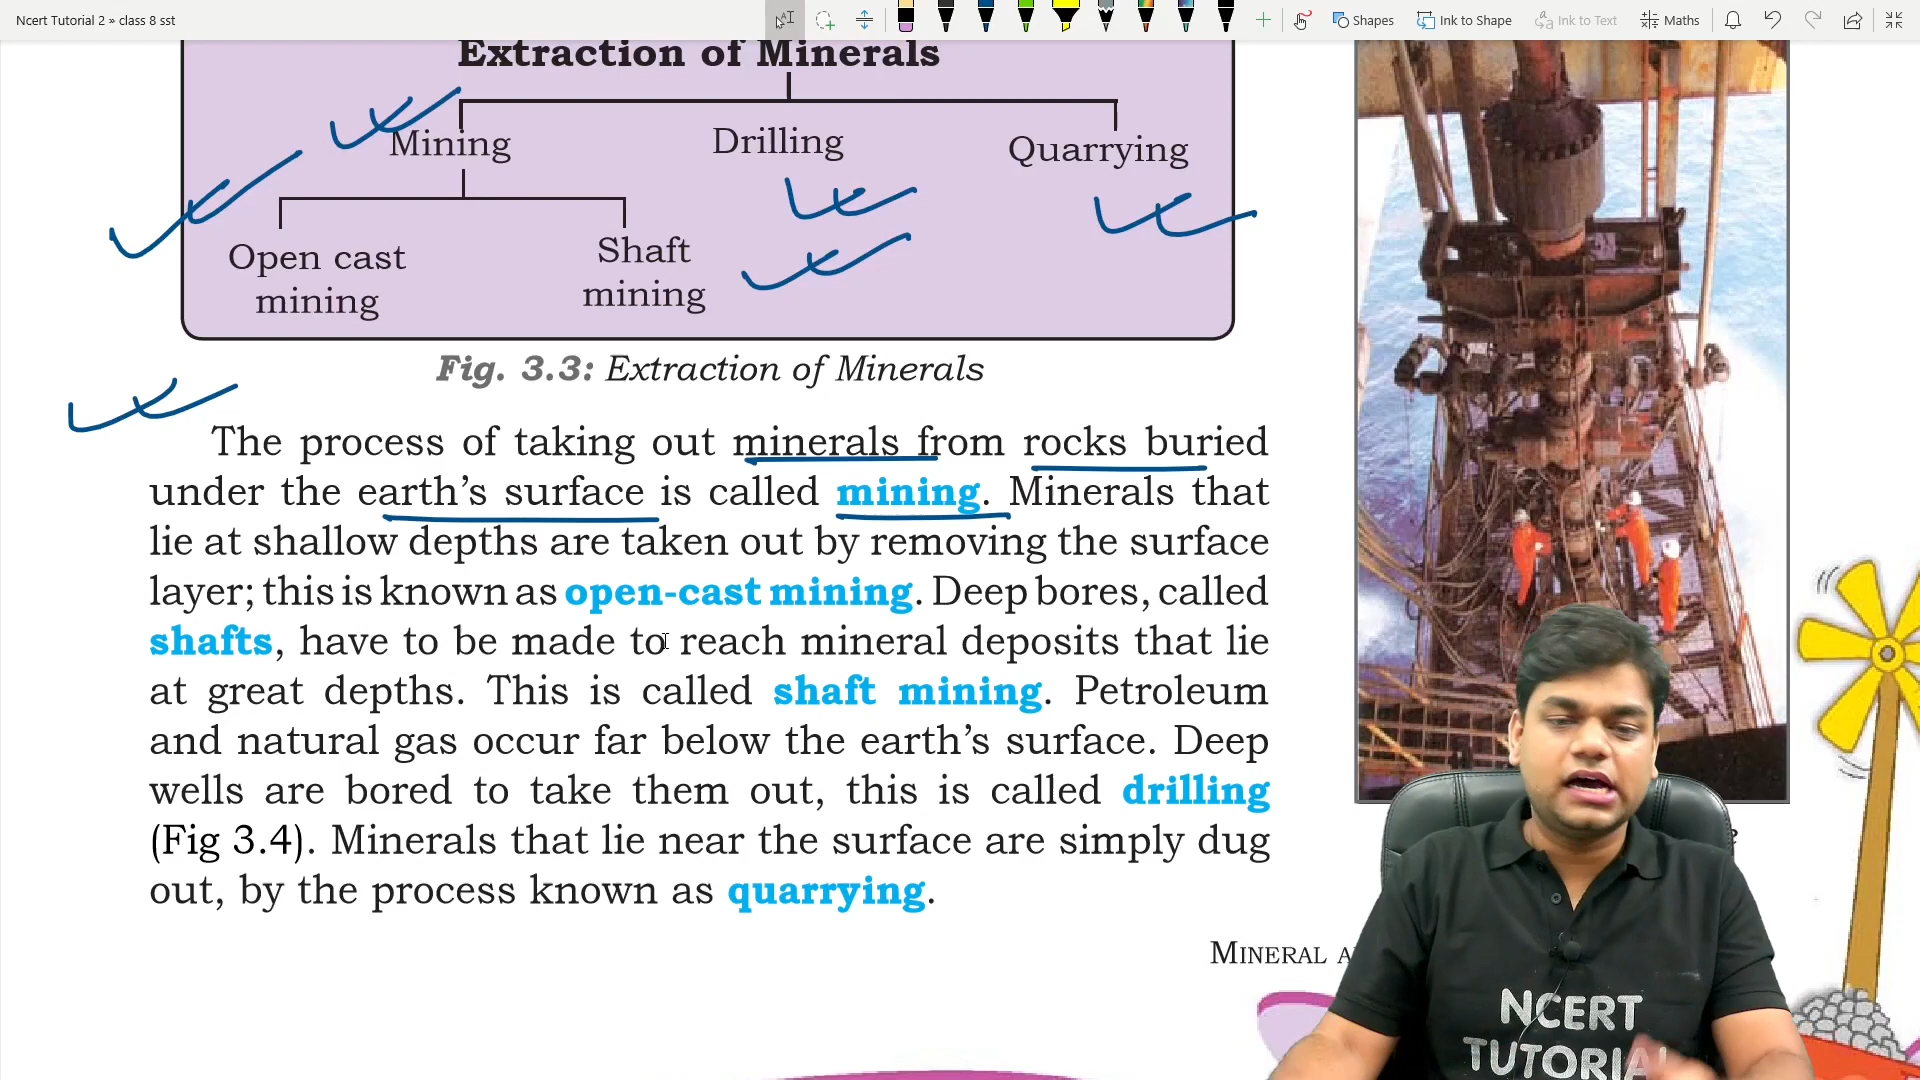 Ncert Tutorial 2 » class 8 sst
Shapes
Ink to Shape
Ink to Text
Maths
Extraction of Minerals
Mining
Drilling
Quarrying
Open cast
mining
Shaft
mining
Fig. 3.3: Extraction of Minerals
The process of taking out minerals from rocks buried
under the earth’s surface is called mining. Minerals that
lie at shallow depths are taken out by removing the surface
layer; this is known as open-cast mining. Deep bores, called
shafts, have to be made to reach mineral deposits that lie
at great depths. This is called shaft mining. Petroleum
and natural gas occur far below the earth’s surface. Deep
wells are bored to take them out, this is called drilling
(Fig 3.4). Minerals that lie near the surface are simply dug
out, by the process known as quarrying.
MINERAL A
NCERT
TUTORIAL